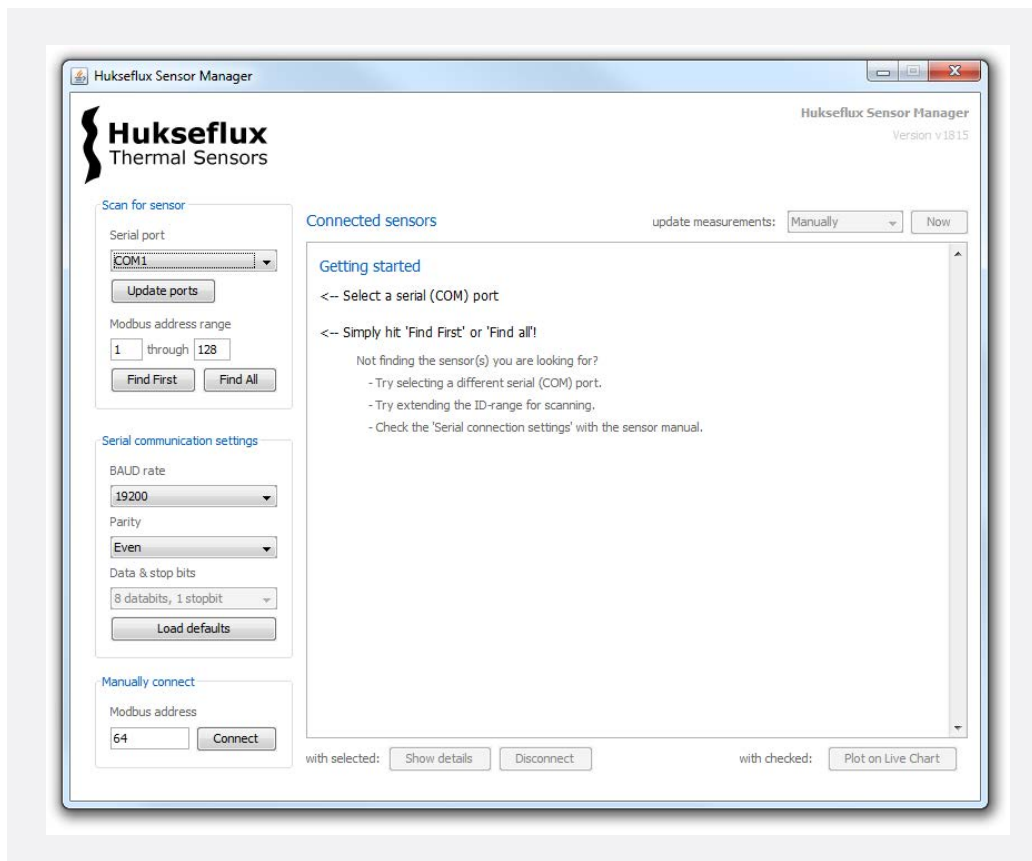 Hukseflux Sensor Manager
Hukseflux Sensor Manager
Version v1815
Hukseflux
Thermal Sensors
Scan for sensor
Serial port
COM1
Update ports
Modbus address range
1 through 128
Find First Find All
Serial communication settings
BAUD rate
19200
Parity
Even
Data & stop bits
8 databits, 1 stopbit
Load defaults
Manually connect
Modbus address
64 Connect
Connected sensors update measurements: Manually Now
Getting started
<-- Select a serial (COM) port
<-- Simply hit 'Find First' or 'Find all'!
Not finding the sensor(s) you are looking for?
- Try selecting a different serial (COM) port.
- Try extending the ID-range for scanning.
- Check the 'Serial connection settings' with the sensor manual.
with selected: Show details Disconnect with checked: Plot on Live Chart